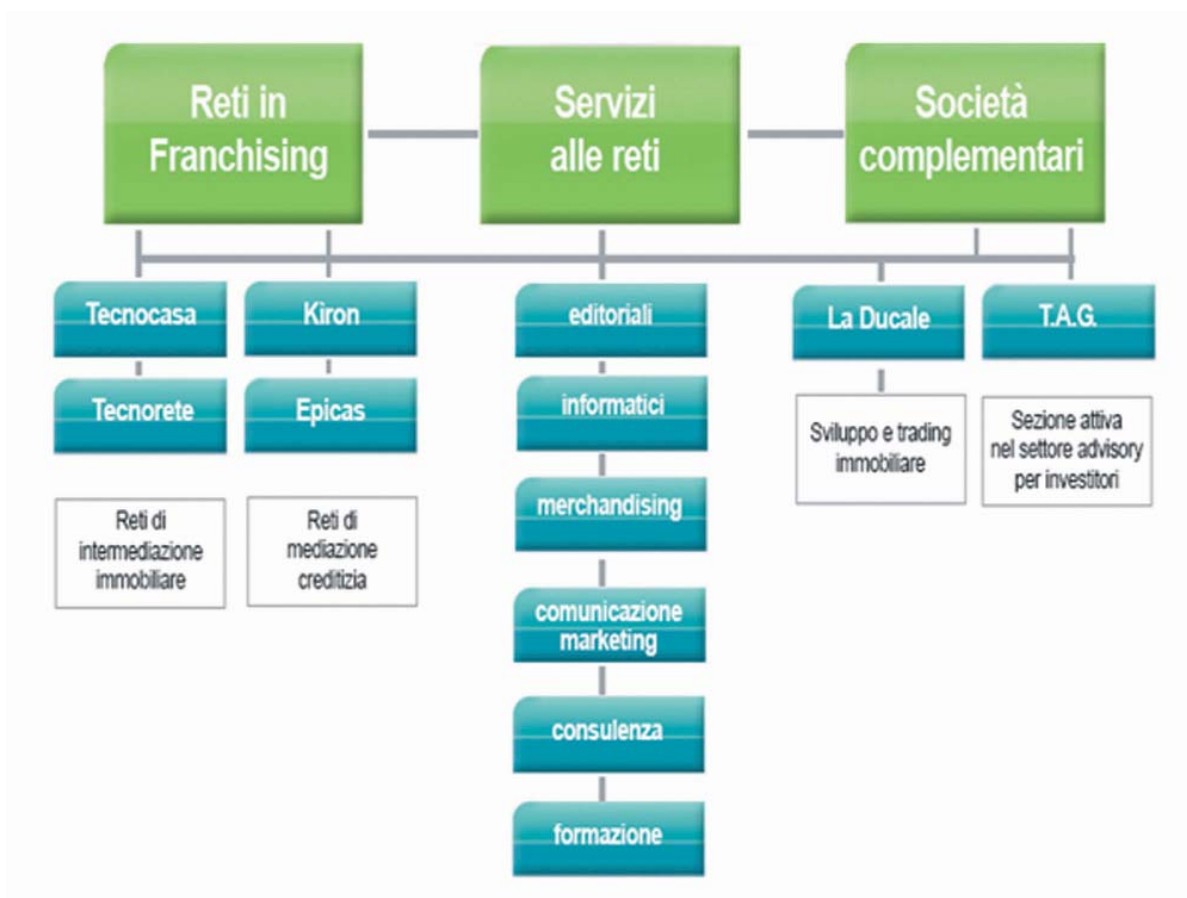 Reti in
Franchising
Servizi
alle reti
Società
complementari
Tecnocasa
Kiron
editoriali
La Ducale
T.A.G.
Tecnorete
Epicas
informatici
Sviluppo e trading
immobiliare
Sezione attiva
nel settore advisory
per investitori
merchandising
Reti di
intermediazione
immobiliare
Reti di
mediazione
creditizia
comunicazione
marketing
consulenza
formazione